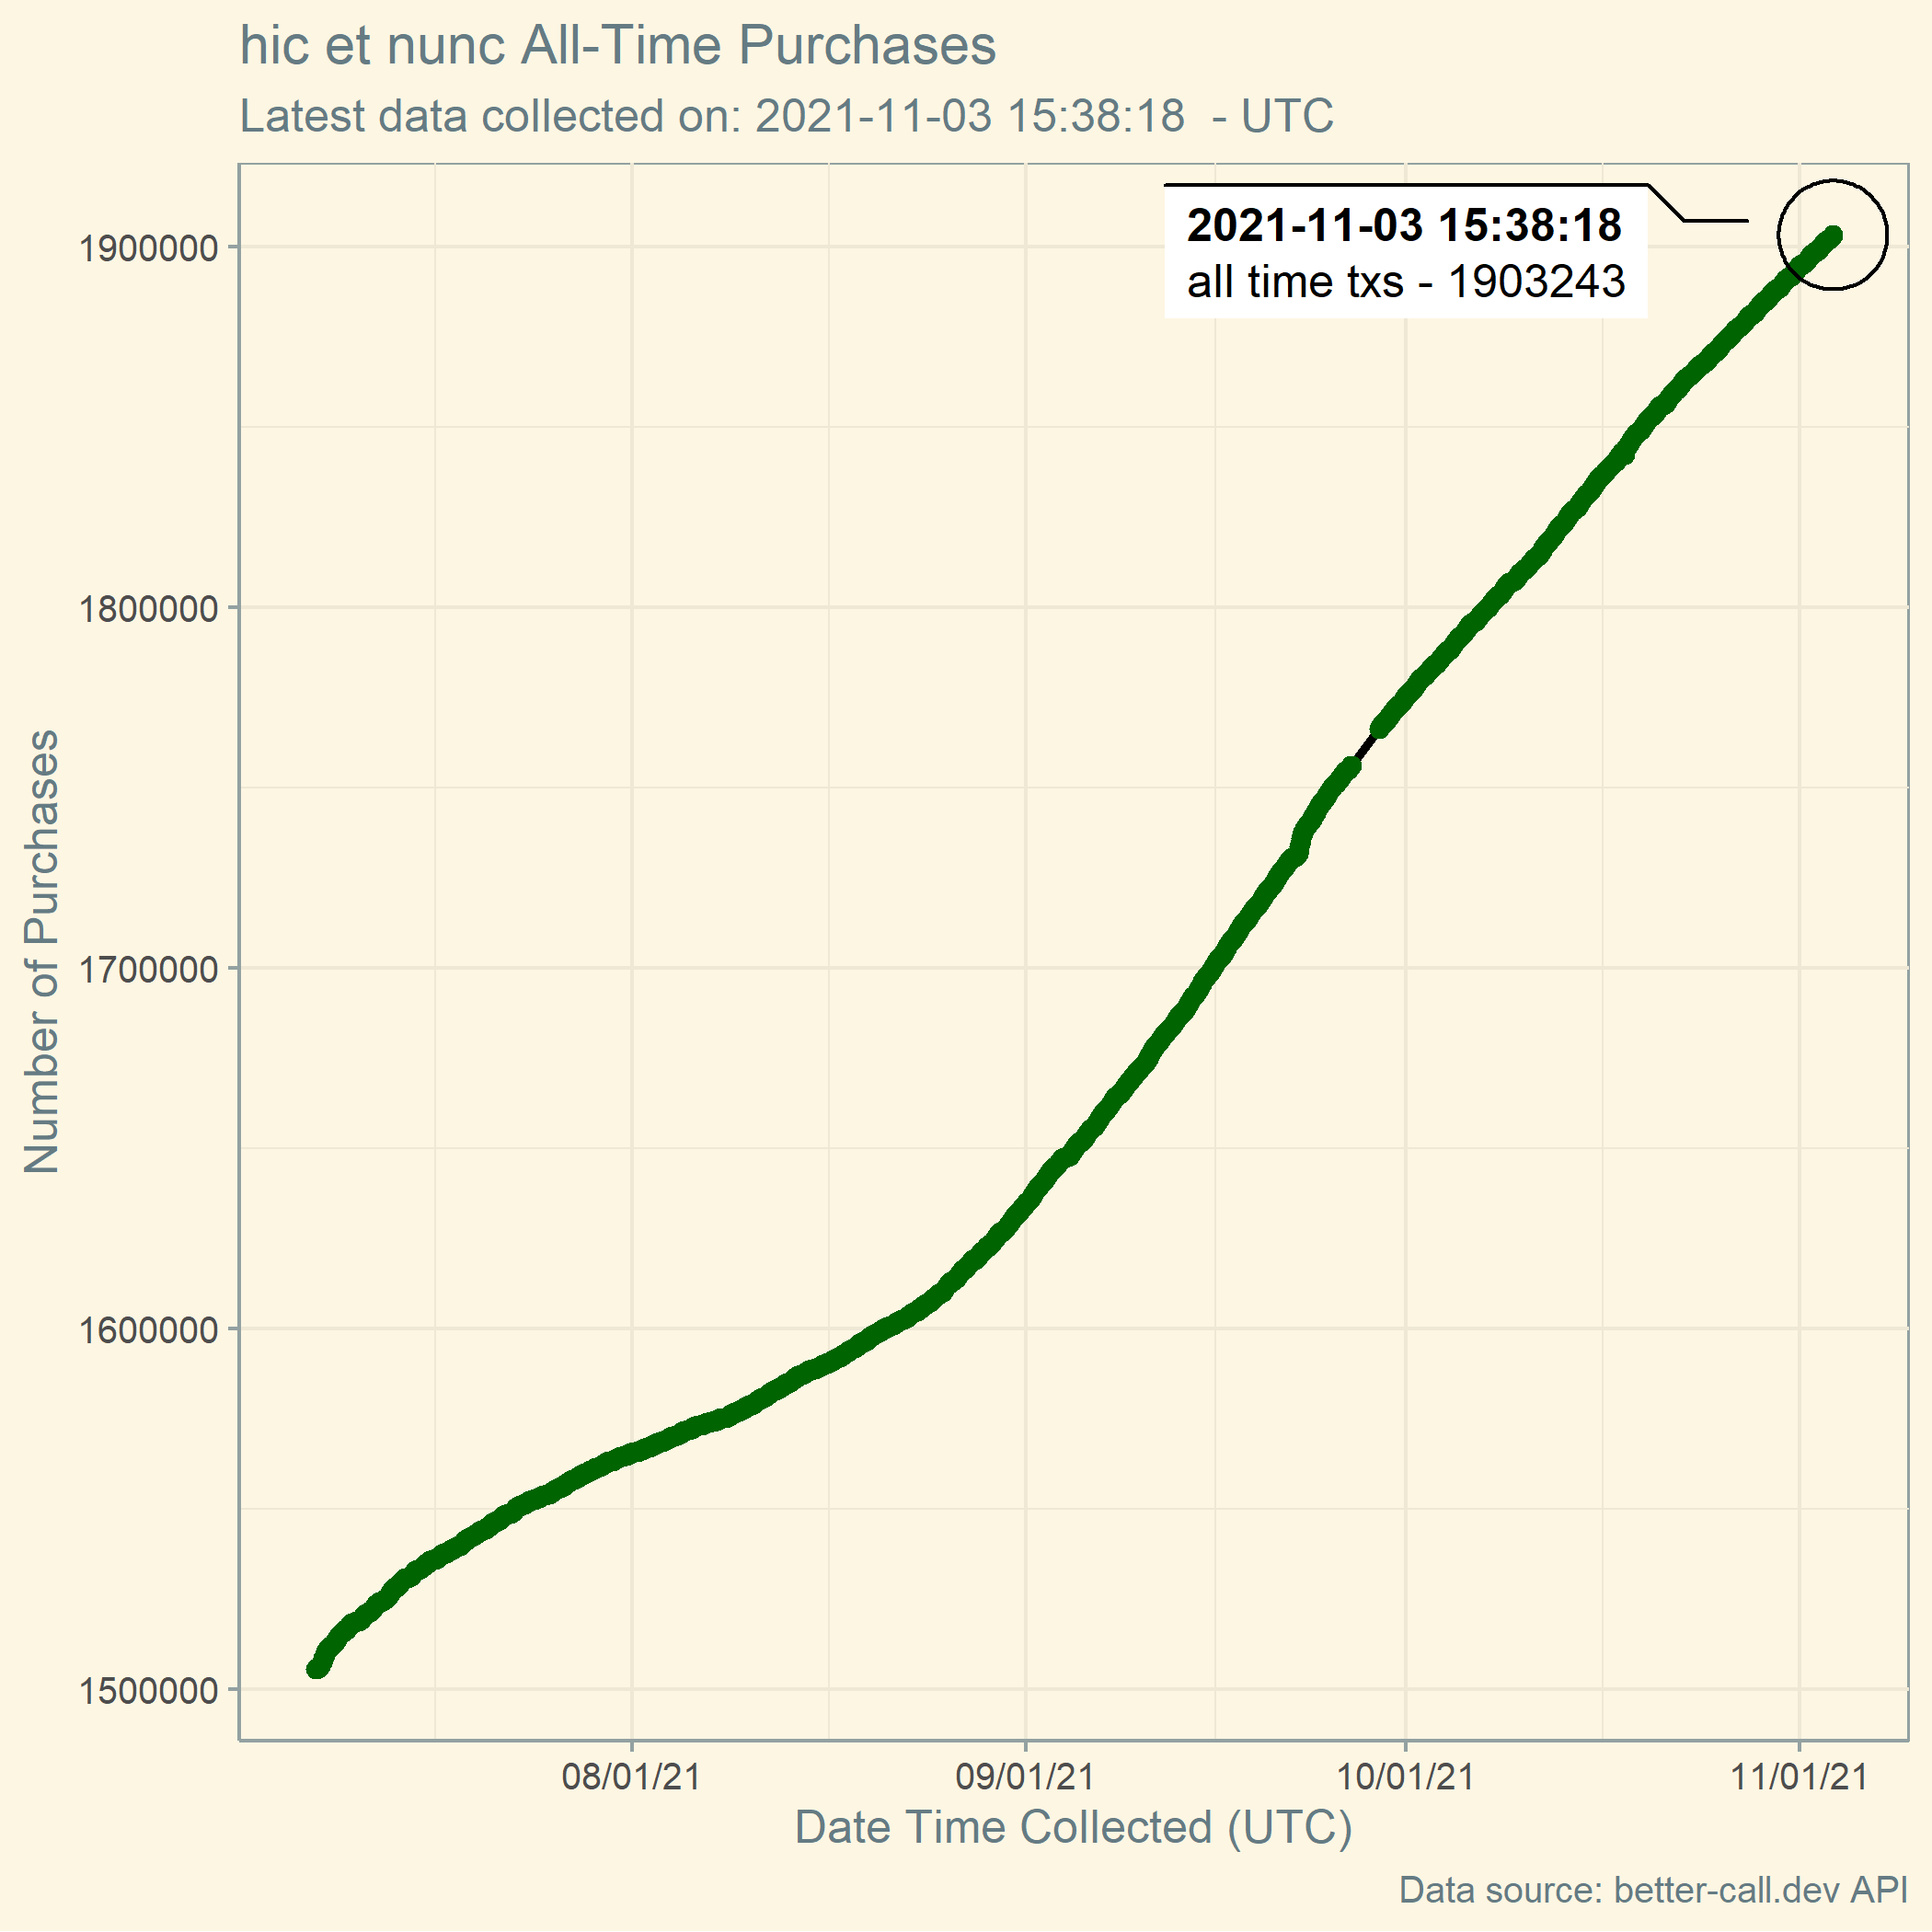 hic et nunc All-Time Purchases
Latest data collected on: 2021-11-03 15:38:18  - UTC
2021-11-03 15:38:18
all time txs - 1903243
1900000
1800000
1700000
1600000
1500000
Number of Purchases
08/01/21
09/01/21
10/01/21
11/01/21
Date Time Collected (UTC)
Data source: better-call.dev API